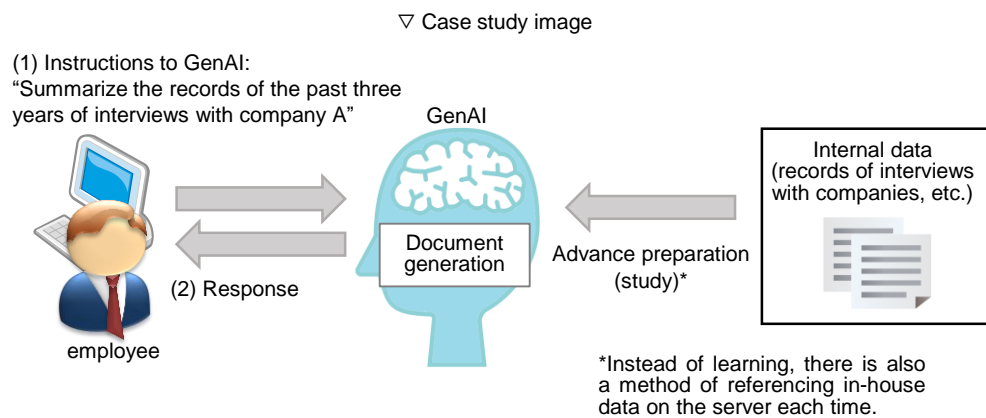 ▽ Case study image
(1) Instructions to GenAI:
“Summarize the records of the past three
years of interviews with company A”
GenAI
Document
generation
(2) Response
employee
Advance preparation
(study)*
Internal data
(records of interviews
with companies, etc.)
*Instead of learning, there is also
a method of referencing in-house
data on the server each time.